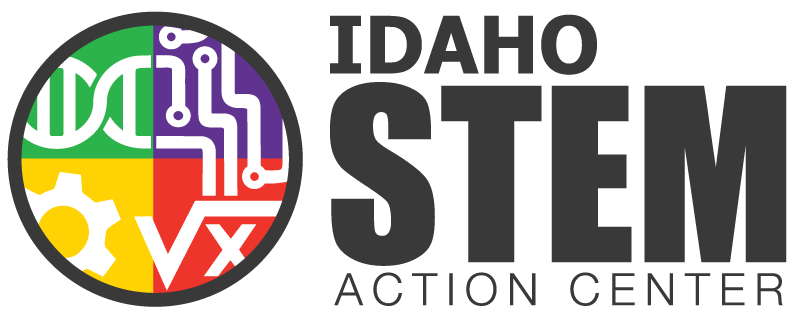 IDAHO
STEM
ACTION CENTER
√x